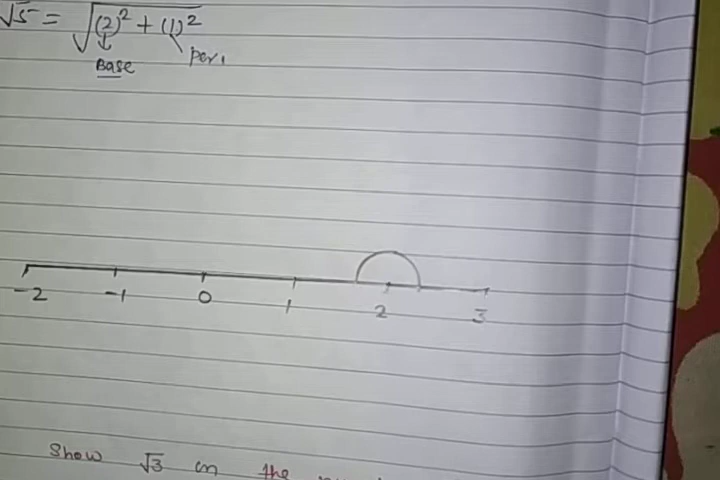 √5 = √(2)² + (1)²
Base per.
-2 -1 0 1 2 3
Show √3 on the